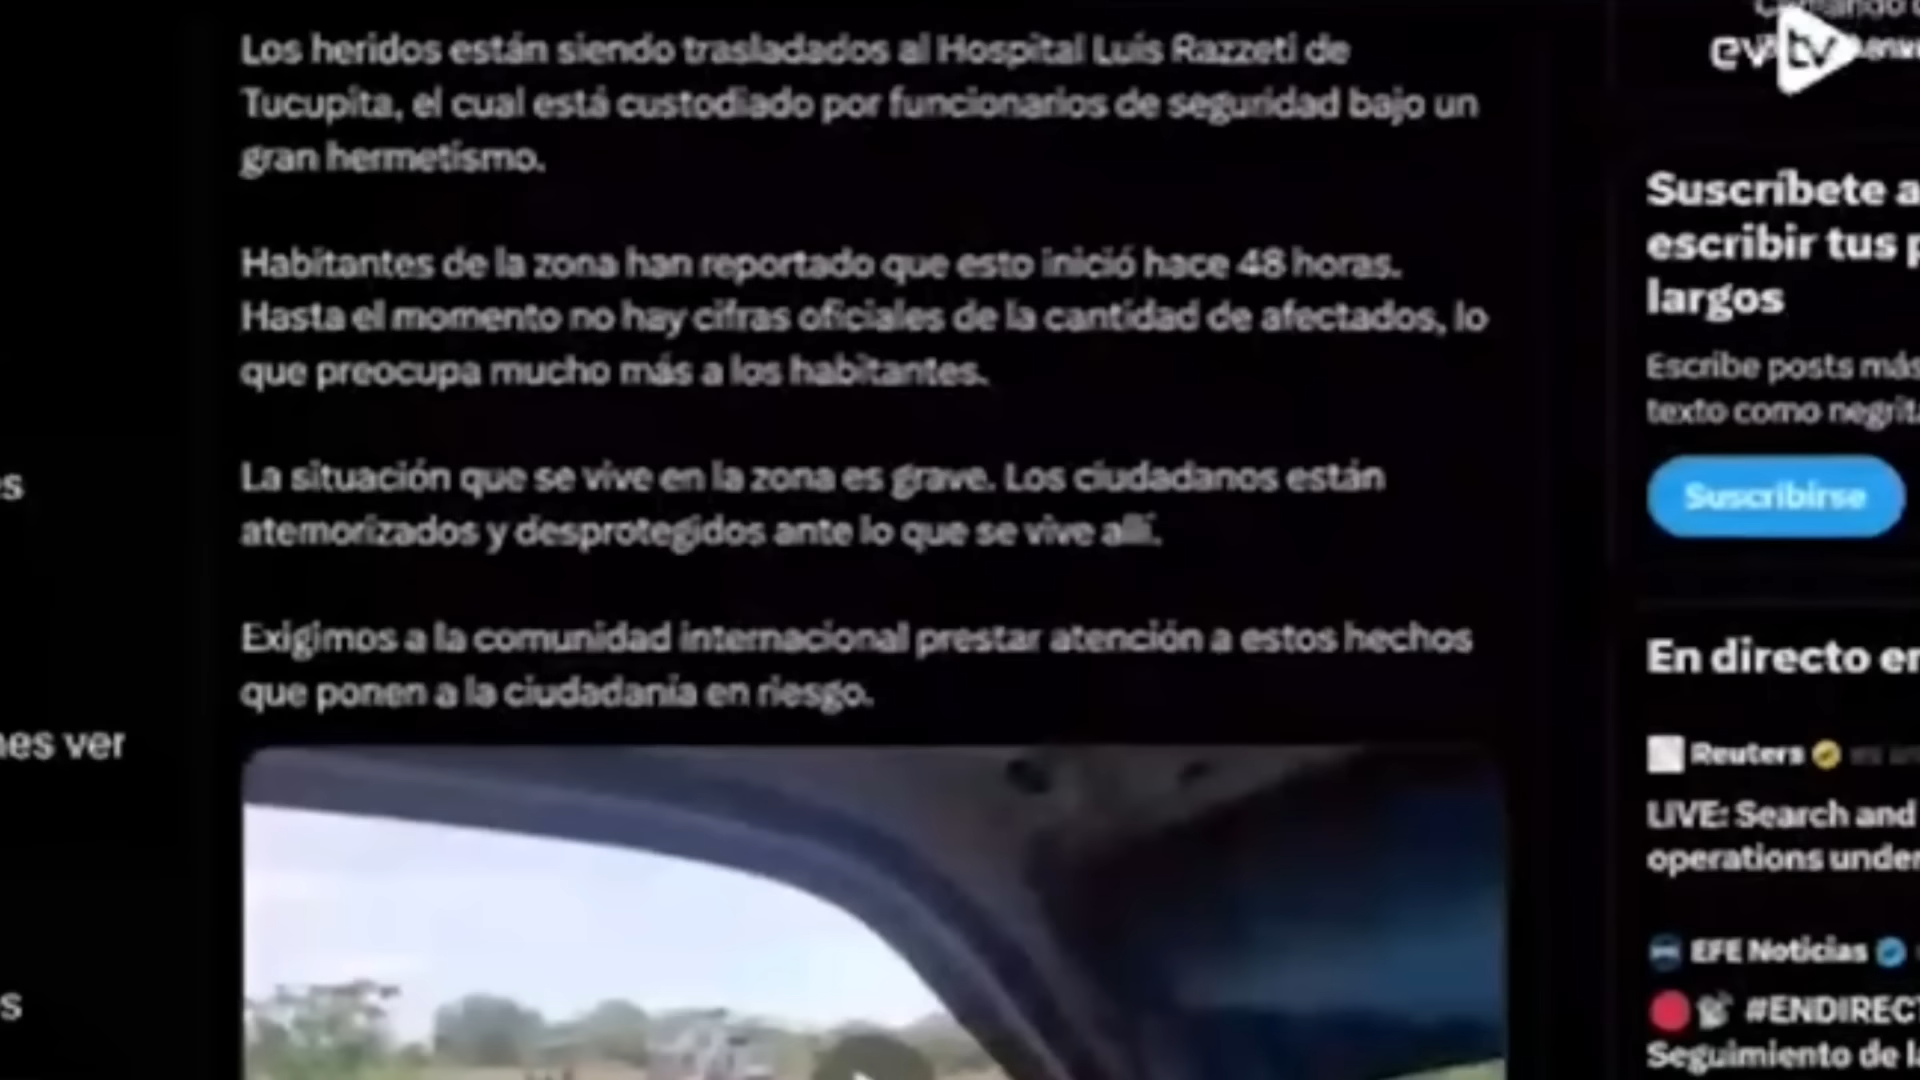 Los heridos están siendo trasladados al Hospital Luis Razzeti de
Tucupita, el cual está custodiado por funcionarios de seguridad bajo un
gran hermetismo.
Habitantes de la zona han reportado que esto inició hace 48 horas.
Hasta el momento no hay cifras oficiales de la cantidad de afectados, lo
que preocupa mucho más a los habitantes.
La situación que se vive en la zona es grave. Los ciudadanos están
atemorizados y desprotegidos ante lo que se vive allí.
Exigimos a la comunidad internacional prestar atención a estos hechos
que ponen a la ciudadanía en riesgo.
es ver
evtv
Suscríbete a
escribir tus p
largos
Escribe posts más
texto como negrita
Suscribirse
En directo en
Reuters
LIVE: Search and
operations under
EFE Noticias
#ENDIRECT
Seguimiento de la